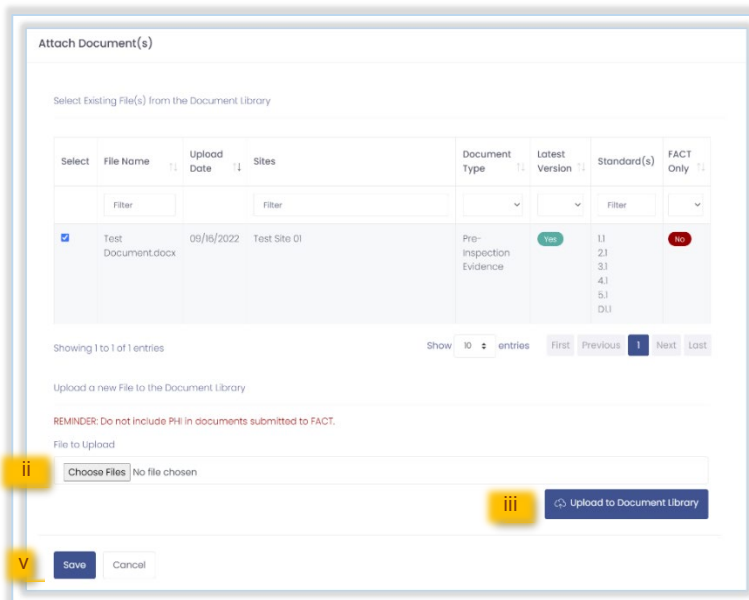 Attach Document(s)
Select Existing File(s) from the Document Library
Select File Name Upload Date Sites Document Type Latest Version Standard(s) FACT Only
Filter Filter Filter
Test Document.docx 09/16/2022 Test Site 01 Pre-Inspection Evidence Yes 1.1 No
2.1
3.1
4.1
5.1
D1.1
Showing 1 to 1 of 1 entries Show 10 entries First Previous 1 Next Last
Upload a new File to the Document Library
REMINDER: Do not include PHI in documents submitted to FACT.
File to Upload
ii Choose Files No file chosen
iii Upload to Document Library
v Save Cancel